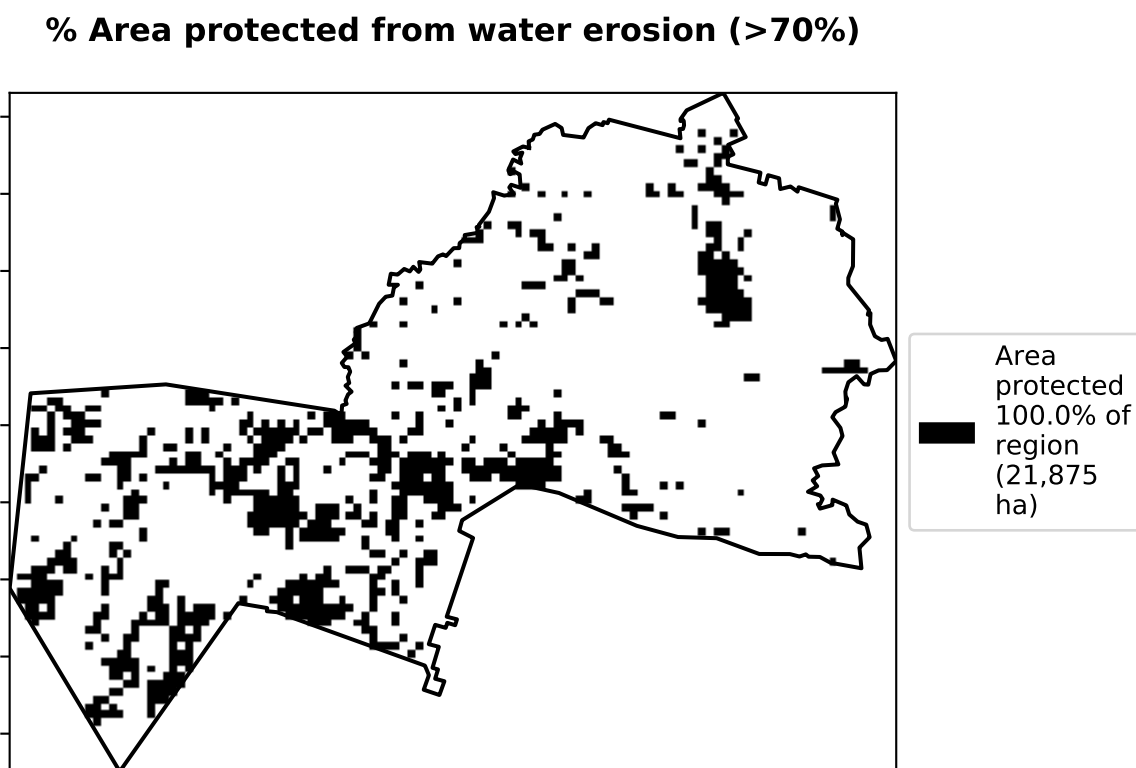 % Area protected from water erosion (>70%)
Area
protected
100.0% of
region
(21,875
ha)